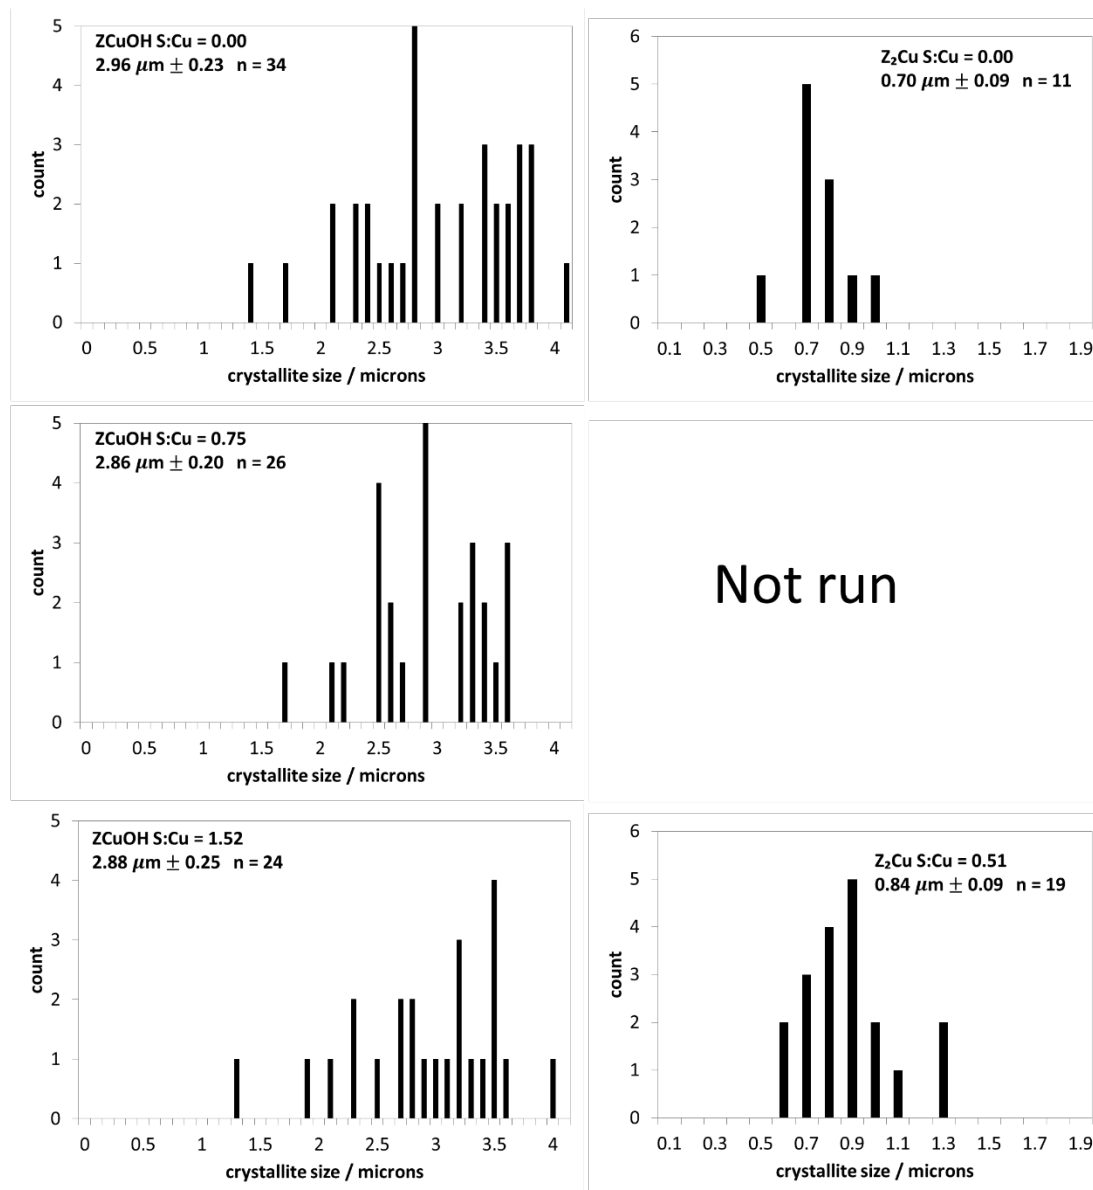 ZCuOH S:Cu = 0.00
2.96 μm ± 0.23 n = 34
5
4
3
2
1
0
count
0 0.5 1 1.5 2 2.5 3 3.5 4
crystallite size / microns
Z₂Cu S:Cu = 0.00
0.70 μm ± 0.09 n = 11
6
5
4
3
2
1
0
count
0.1 0.3 0.5 0.7 0.9 1.1 1.3 1.5 1.7 1.9
crystallite size / microns
ZCuOH S:Cu = 0.75
2.86 μm ± 0.20 n = 26
5
4
3
2
1
0
count
0 0.5 1 1.5 2 2.5 3 3.5 4
crystallite size / microns
Not run
ZCuOH S:Cu = 1.52
2.88 μm ± 0.25 n = 24
5
4
3
2
1
0
count
0 0.5 1 1.5 2 2.5 3 3.5 4
crystallite size / microns
Z₂Cu S:Cu = 0.51
0.84 μm ± 0.09 n = 19
6
5
4
3
2
1
0
count
0.1 0.3 0.5 0.7 0.9 1.1 1.3 1.5 1.7 1.9
crystallite size / microns